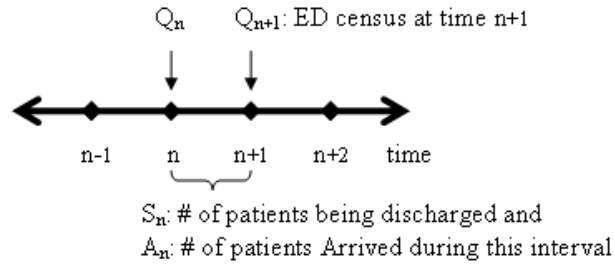 Qn Qn+1: ED census at time n+1
n-1 n n+1 n+2 time
Sn: # of patients being discharged and
An: # of patients Arrived during this interval